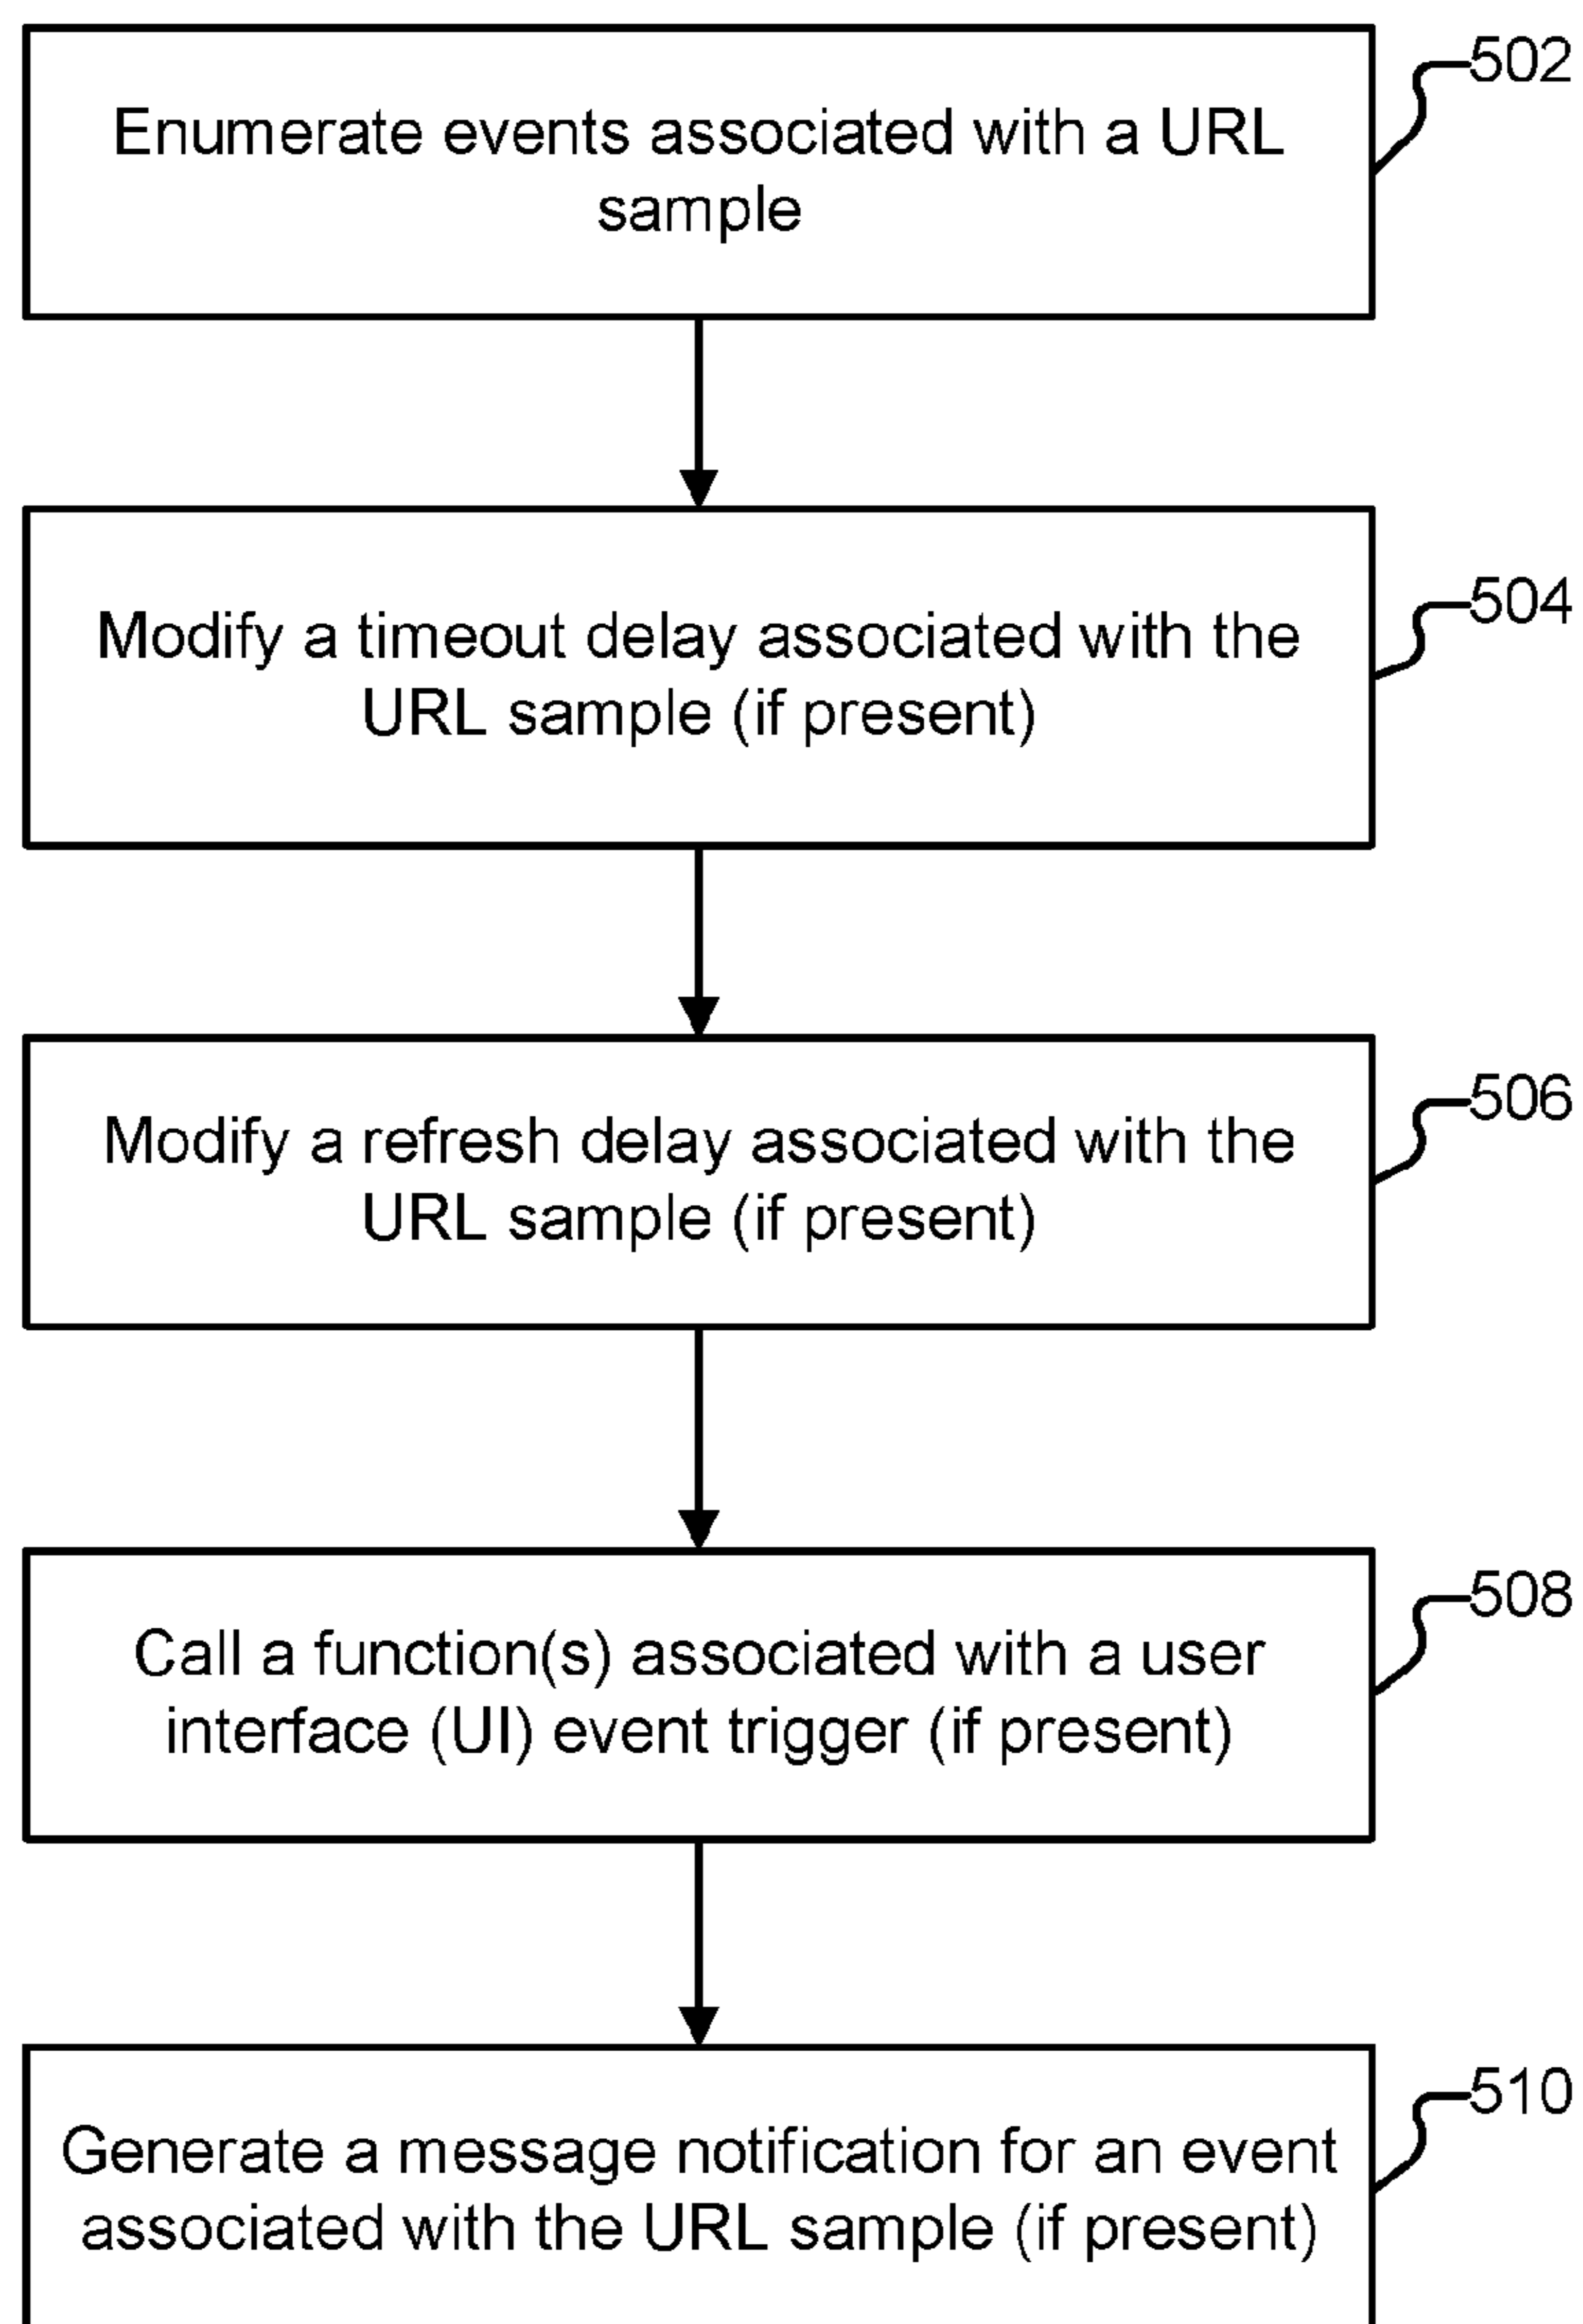 502
Enumerate events associated with a URL
sample
504
Modify a timeout delay associated with the
URL sample (if present)
506
Modify a refresh delay associated with the
URL sample (if present)
508
Call a function(s) associated with a user
interface (UI) event trigger (if present)
510
Generate a message notification for an event
associated with the URL sample (if present)